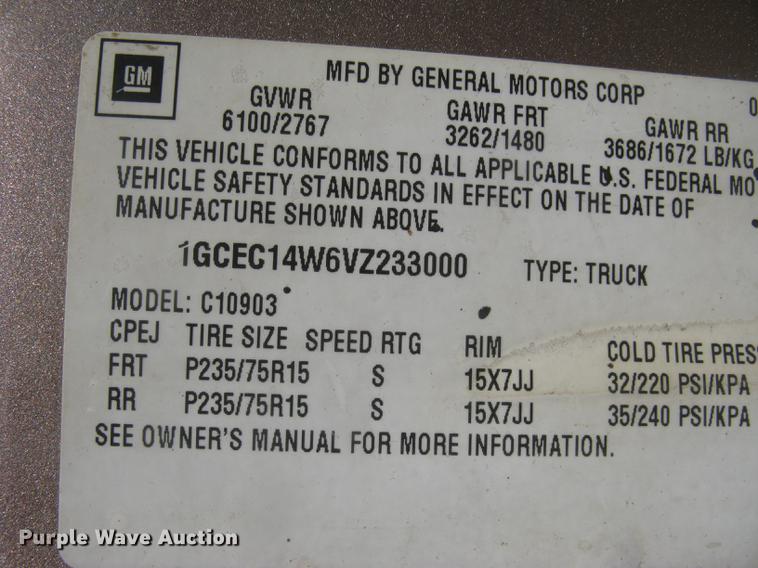 GM
MFD BY GENERAL MOTORS CORP 0
GVWR GAWR FRT GAWR RR
6100/2767 3262/1480 3686/1672 LB/KG
THIS VEHICLE CONFORMS TO ALL APPLICABLE U.S. FEDERAL MO
VEHICLE SAFETY STANDARDS IN EFFECT ON THE DATE OF
MANUFACTURE SHOWN ABOVE.
1GCEC14W6VZ233000 TYPE: TRUCK
MODEL: C10903
CPEJ TIRE SIZE SPEED RTG RIM COLD TIRE PRES
FRT P235/75R15 S 15X7JJ 32/220 PSI/KPA
RR P235/75R15 S 15X7JJ 35/240 PSI/KPA
SEE OWNER'S MANUAL FOR MORE INFORMATION.
Purple Wave Auction